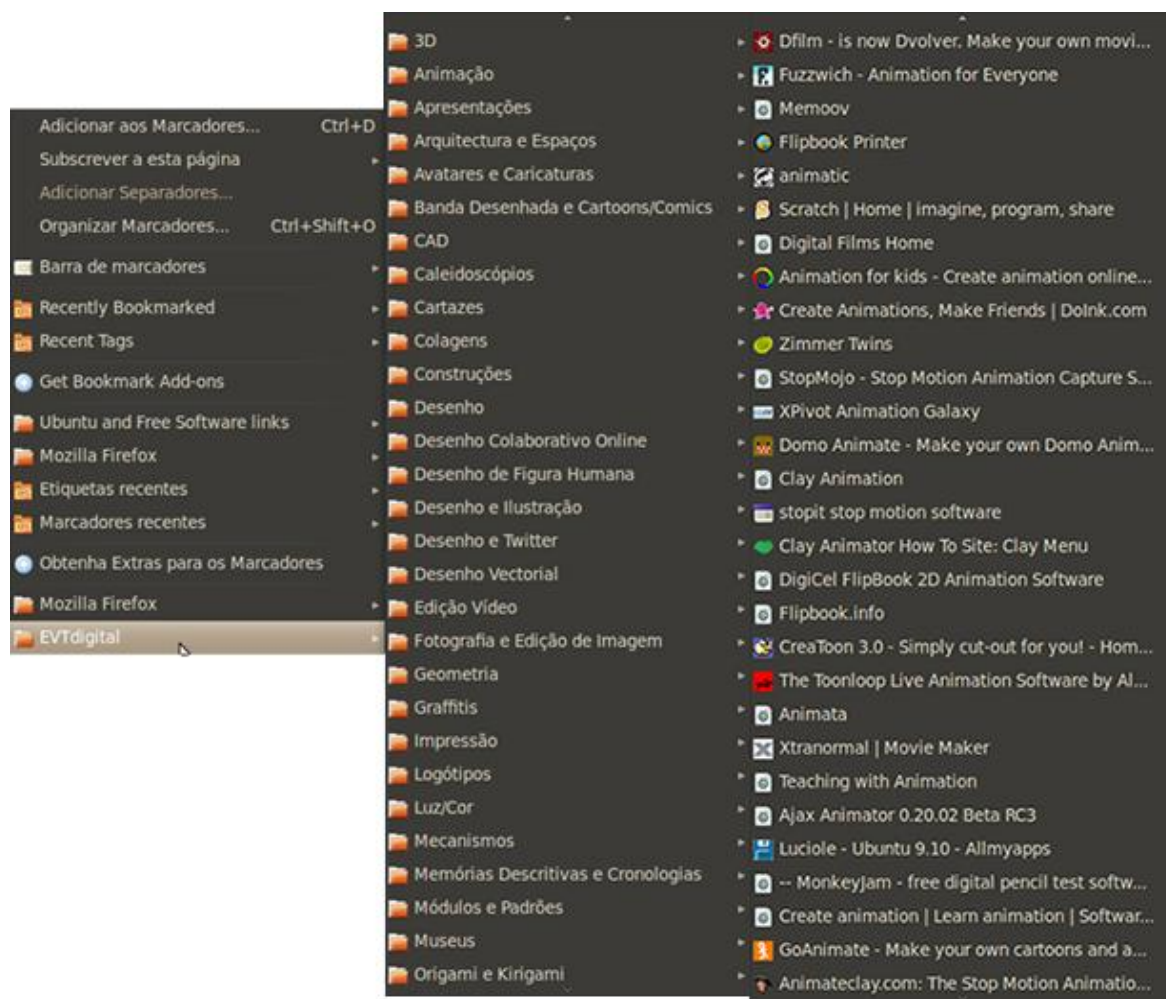 Adicionar aos Marcadores... Ctrl+D
Subscrever a esta página
Adicionar Separadores...
Organizar Marcadores... Ctrl+Shift+O
Barra de marcadores
Recently Bookmarked
Recent Tags
Get Bookmark Add-ons
Ubuntu and Free Software links
Mozilla Firefox
Etiquetas recentes
Marcadores recentes
Obtenha Extras para os Marcadores
Mozilla Firefox
EVTdigital
3D
Animação
Apresentações
Arquitectura e Espaços
Avatares e Caricaturas
Banda Desenhada e Cartoons/Comics
CAD
Caleidoscópios
Cartazes
Colagens
Construções
Desenho
Desenho Colaborativo Online
Desenho de Figura Humana
Desenho e Ilustração
Desenho e Twitter
Desenho Vectorial
Edição Vídeo
Fotografia e Edição de Imagem
Geometria
Graffitis
Impressão
Logótipos
Luz/Cor
Mecanismos
Memórias Descritivas e Cronologias
Módulos e Padrões
Museus
Origami e Kirigami
Dfilm - is now Dvolver. Make your own movi...
Fuzzwich - Animation for Everyone
Memoov
Flipbook Printer
animatic
Scratch | Home | imagine, program, share
Digital Films Home
Animation for kids - Create animation online...
Create Animations, Make Friends | DoInk.com
Zimmer Twins
StopMojo - Stop Motion Animation Capture S...
XPivot Animation Galaxy
Domo Animate - Make your own Domo Anim...
Clay Animation
stopit stop motion software
Clay Animator How To Site: Clay Menu
DigiCel FlipBook 2D Animation Software
Flipbook.info
CreaToon 3.0 - Simply cut-out for you! - Hom...
The Toonloop Live Animation Software by Al...
Animata
Xtranormal | Movie Maker
Teaching with Animation
Ajax Animator 0.20.02 Beta RC3
Luciole - Ubuntu 9.10 - Allmyapps
-- MonkeyJam - free digital pencil test softw...
Create animation | Learn animation | Softwar...
GoAnimate - Make your own cartoons and a...
Animateclay.com: The Stop Motion Animatio...